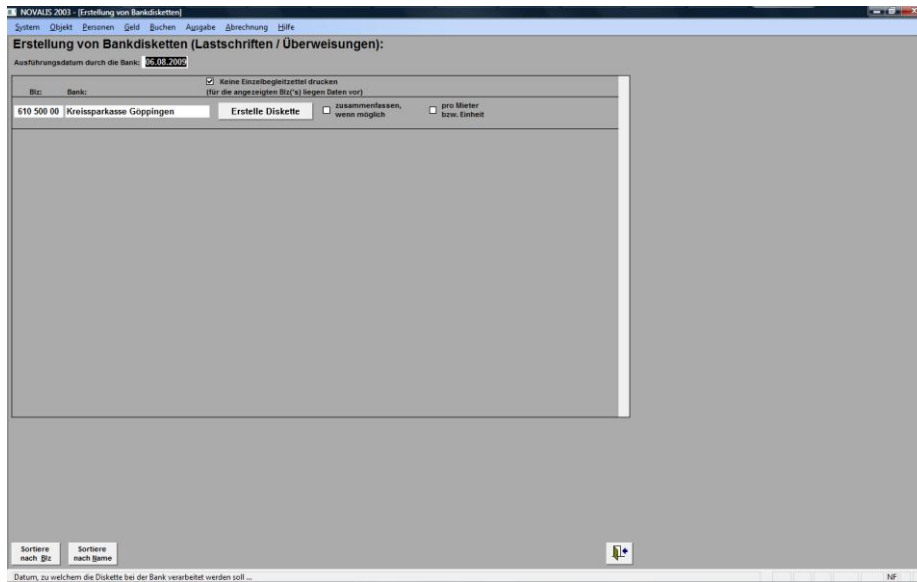 NOVALIS 2003 - [Erstellung von Bankdisketten]
System Objekt Personen Geld Buchen Ausgabe Abrechnung Hilfe
Erstellung von Bankdisketten (Lastschriften / Überweisungen):
Ausführungsdatum durch die Bank: 06.08.2009
Keine Einzelbegleitzettel drucken
Blz: Bank: (für die angezeigten Blz('s) liegen Daten vor)
610 500 00 Kreissparkasse Göppingen Erstelle Diskette zusammenfassen, wenn möglich pro Mieter bzw. Einheit
Sortiere nach Blz Sortiere nach Name
Datum, zu welchem die Diskette bei der Bank verarbeitet werden soll ... NF